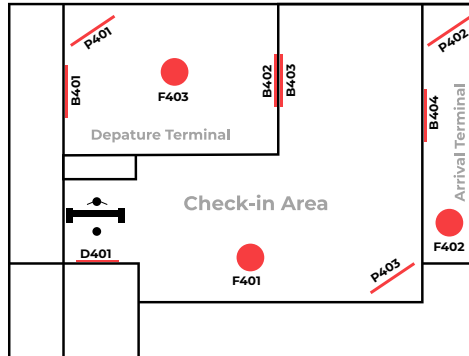 P401
P402
B401
F403
B402
B403
B404
Depature Terminal
Arrival Terminal
Check-in Area
F402
D401
F401
P403